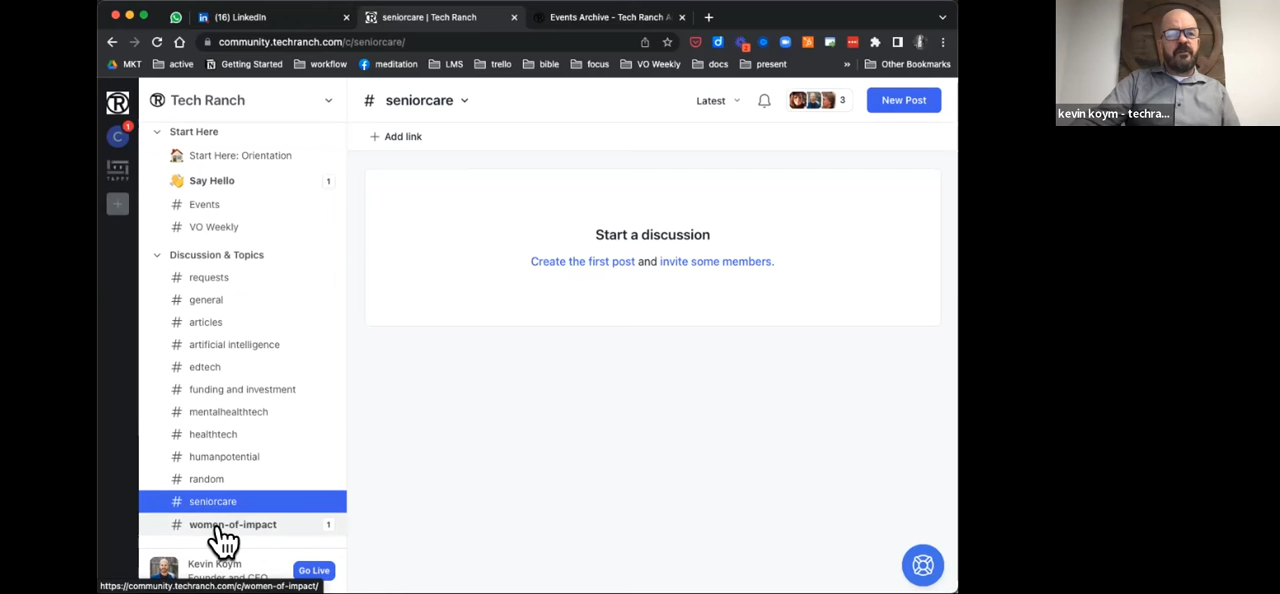 (16) LinkedIn
seniorcare | Tech Ranch
Events Archive - Tech Ranch A
community.techranch.com/c/seniorcare/
MKT
active
Getting Started
workflow
meditation
LMS
trello
bible
focus
VO Weekly
docs
present
»
Other Bookmarks
Tech Ranch
# seniorcare
Latest
3
New Post
C
1
+ Add link
Start Here
Start Here: Orientation
Say Hello 1
# Events
# VO Weekly
Discussion & Topics
# requests
# general
# articles
# artificial intelligence
# edtech
# funding and investment
# mentalhealthtech
# healthtech
# humanpotential
# random
# seniorcare
# women-of-impact 1
Start a discussion
Create the first post and invite some members.
Kevin Koym
Founder and CEO
Go Live
https://community.techranch.com/c/women-of-impact/
kevin koym - techra...